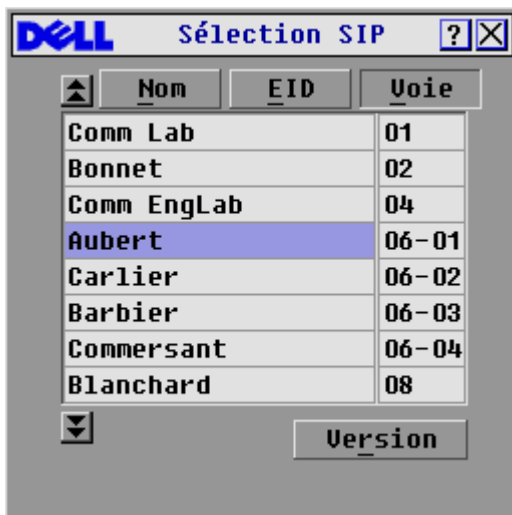 DELL Sélection SIP ? X
Nom EID Voie
Comm Lab 01
Bonnet 02
Comm EngLab 04
Aubert 06-01
Carlier 06-02
Barbier 06-03
Commersant 06-04
Blanchard 08
Version